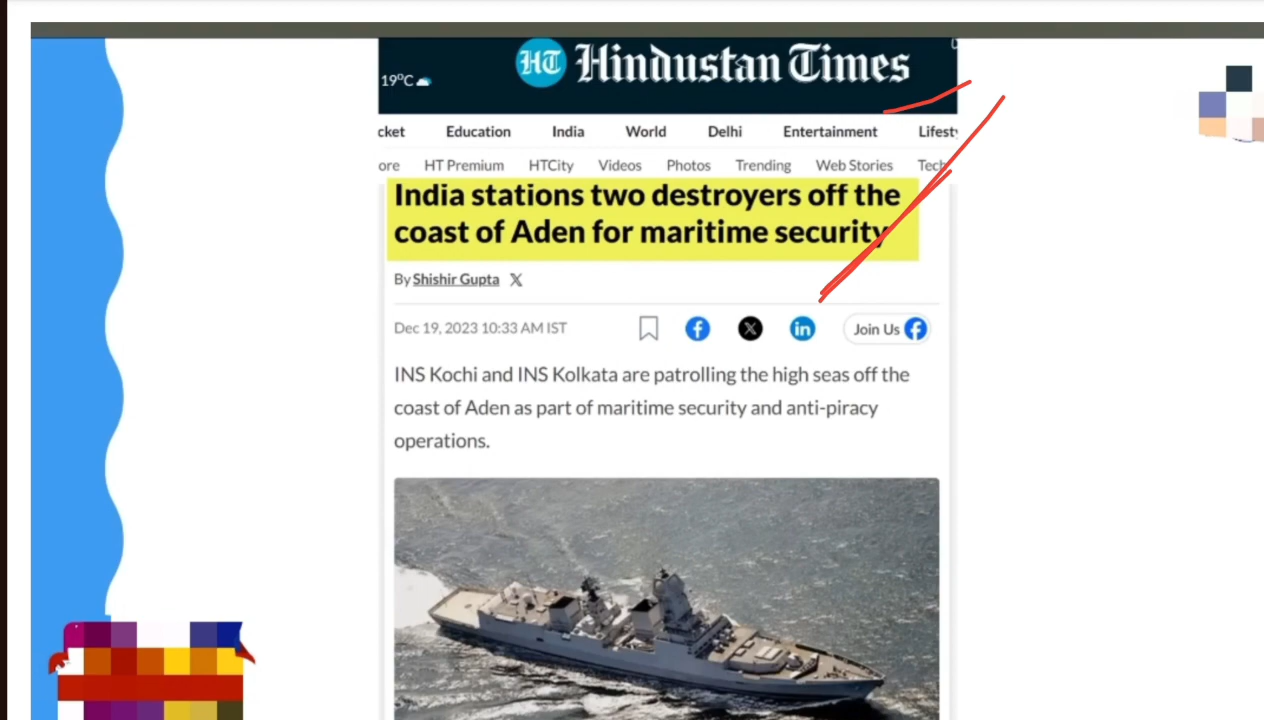 HT Hindustan Times
19°C
cket Education India World Delhi Entertainment Lifesty
ore HT Premium HTCity Videos Photos Trending Web Stories Tech
India stations two destroyers off the
coast of Aden for maritime security
By Shishir Gupta X
Dec 19, 2023 10:33 AM IST
in
Join Us
INS Kochi and INS Kolkata are patrolling the high seas off the
coast of Aden as part of maritime security and anti-piracy
operations.